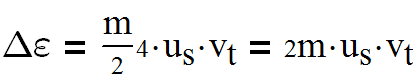 Δε = m/2 4·u_s·v_t = 2m·u_s·v_t